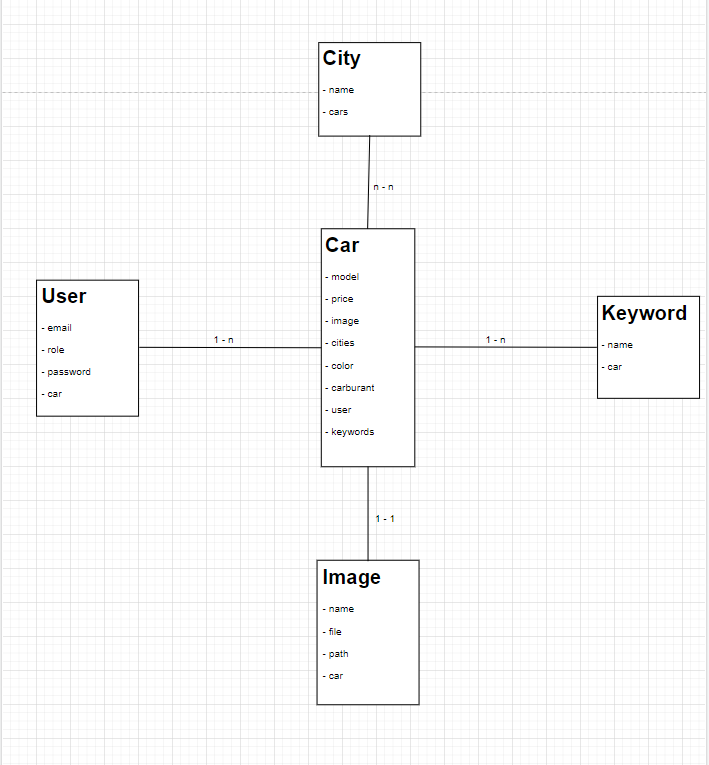 City
- name
- cars
n - n
Car
- model
- price
- image
- cities
- color
- carburant
- user
- keywords
User
- email
- role
- password
- car
1 - n
1 - n
Keyword
- name
- car
1 - 1
Image
- name
- file
- path
- car